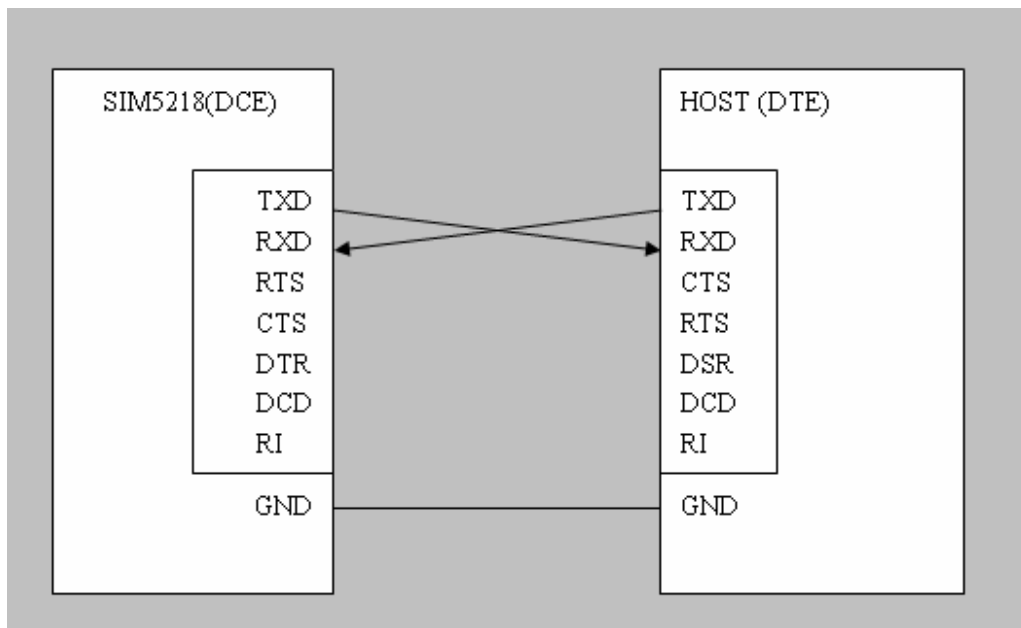 SIM5218(DCE)
TXD
RXD
RTS
CTS
DTR
DCD
RI
GND
HOST (DTE)
TXD
RXD
CTS
RTS
DSR
DCD
RI
GND